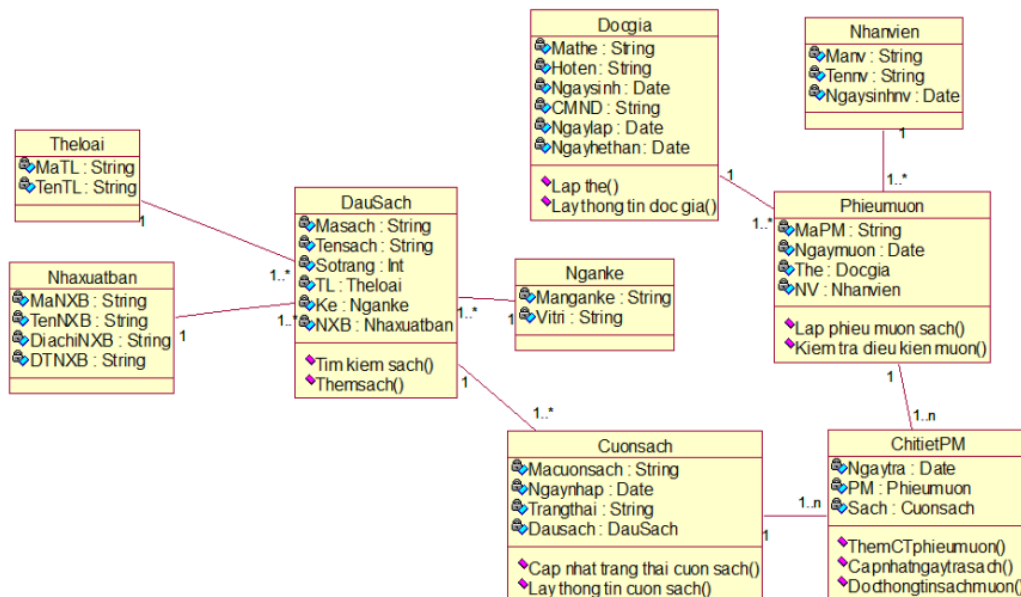 Docgia
Mathe : String
Hoten : String
Ngaysinh : Date
CMND : String
Ngaylap : Date
Ngayhethan : Date
Lap the()
Lay thong tin doc gia()
Nhanvien
Manv : String
Tennv : String
Ngaysinhnv : Date
1
1..*
1
1..*
Theloai
MaTL : String
TenTL : String
1
1..*
DauSach
Masach : String
Tensach : String
Sotrang : Int
TL : Theloai
Ke : Nganke
NXB : Nhaxuatban
Tim kiem sach()
Themsach()
Phieumuon
MaPM : String
Ngaymuon : Date
The : Docgia
NV : Nhanvien
Lap phieu muon sach()
Kiem tra dieu kien muon()
Nhaxuatban
MaNXB : String
TenNXB : String
DiachiNXB : String
DTNXB : String
1
1..*
Nganke
Manganke : String
Vitri : String
1..*
1
1
1..*
1
1..n
Cuonsach
Macuonsach : String
Ngaynhap : Date
Trangthai : String
Dausach : DauSach
Cap nhat trang thai cuon sach()
Lay thong tin cuon sach()
1
1..n
ChitietPM
Ngaytra : Date
PM : Phieumuon
Sach : Cuonsach
ThemCTphieumuon()
Capnhatngaytrasach()
Docthongtinsachmuon()